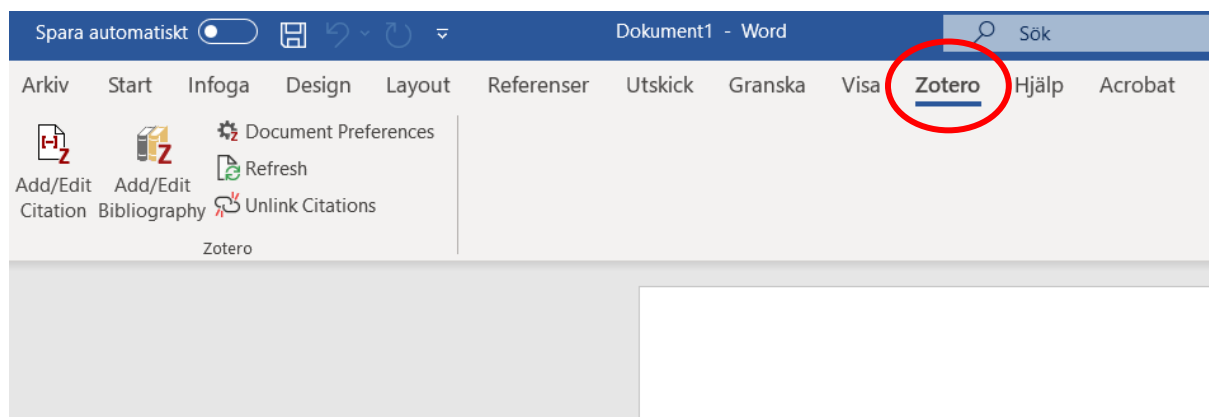 Spara automatiskt Dokument1 - Word Sök
Arkiv Start Infoga Design Layout Referenser Utskick Granska Visa Zotero Hjälp Acrobat
Add/Edit Citation
Add/Edit Bibliography
Document Preferences
Refresh
Unlink Citations
Zotero